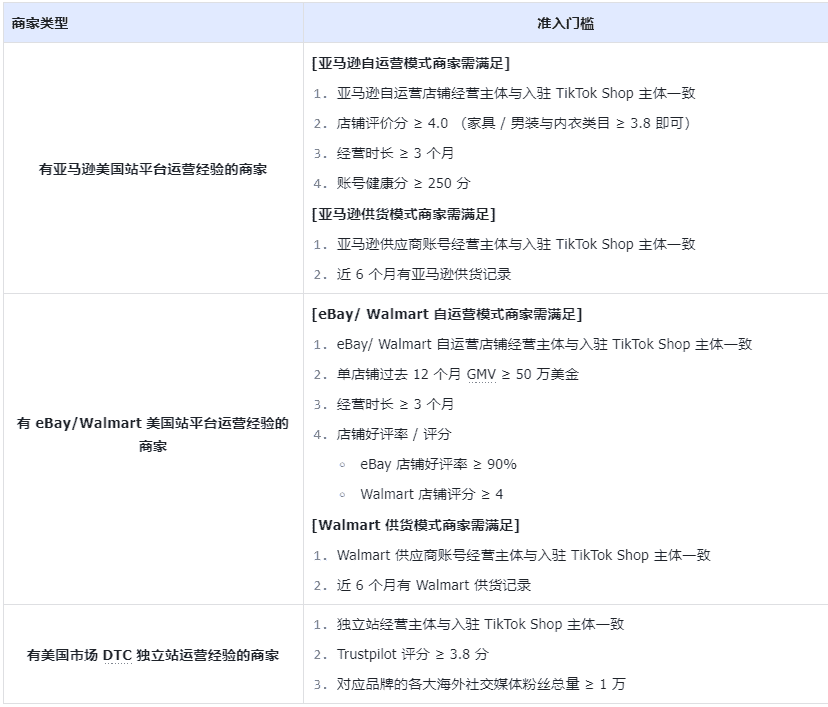 商家类型
准入门槛
有亚马逊美国站平台运营经验的商家
[亚马逊自运营模式商家需满足]
1. 亚马逊自运营店铺经营主体与入驻 TikTok Shop 主体一致
2. 店铺评价分 ≥ 4.0 （家具 / 男装与内衣类目 ≥ 3.8 即可）
3. 经营时长 ≥ 3 个月
4. 账号健康分 ≥ 250 分
[亚马逊供货模式商家需满足]
1. 亚马逊供应商账号经营主体与入驻 TikTok Shop 主体一致
2. 近 6 个月有亚马逊供货记录
有 eBay/Walmart 美国站平台运营经验的
商家
[eBay/ Walmart 自运营模式商家需满足]
1. eBay/ Walmart 自运营店铺经营主体与入驻 TikTok Shop 主体一致
2. 单店铺过去 12 个月 GMV ≥ 50 万美金
3. 经营时长 ≥ 3 个月
4. 店铺好评率 / 评分
◦ eBay 店铺好评率 ≥ 90%
◦ Walmart 店铺评分 ≥ 4
[Walmart 供货模式商家需满足]
1. Walmart 供应商账号经营主体与入驻 TikTok Shop 主体一致
2. 近 6 个月有 Walmart 供货记录
有美国市场 DTC 独立站运营经验的商家
1. 独立站经营主体与入驻 TikTok Shop 主体一致
2. Trustpilot 评分 ≥ 3.8 分
3. 对应品牌的各大海外社交媒体粉丝总量 ≥ 1 万